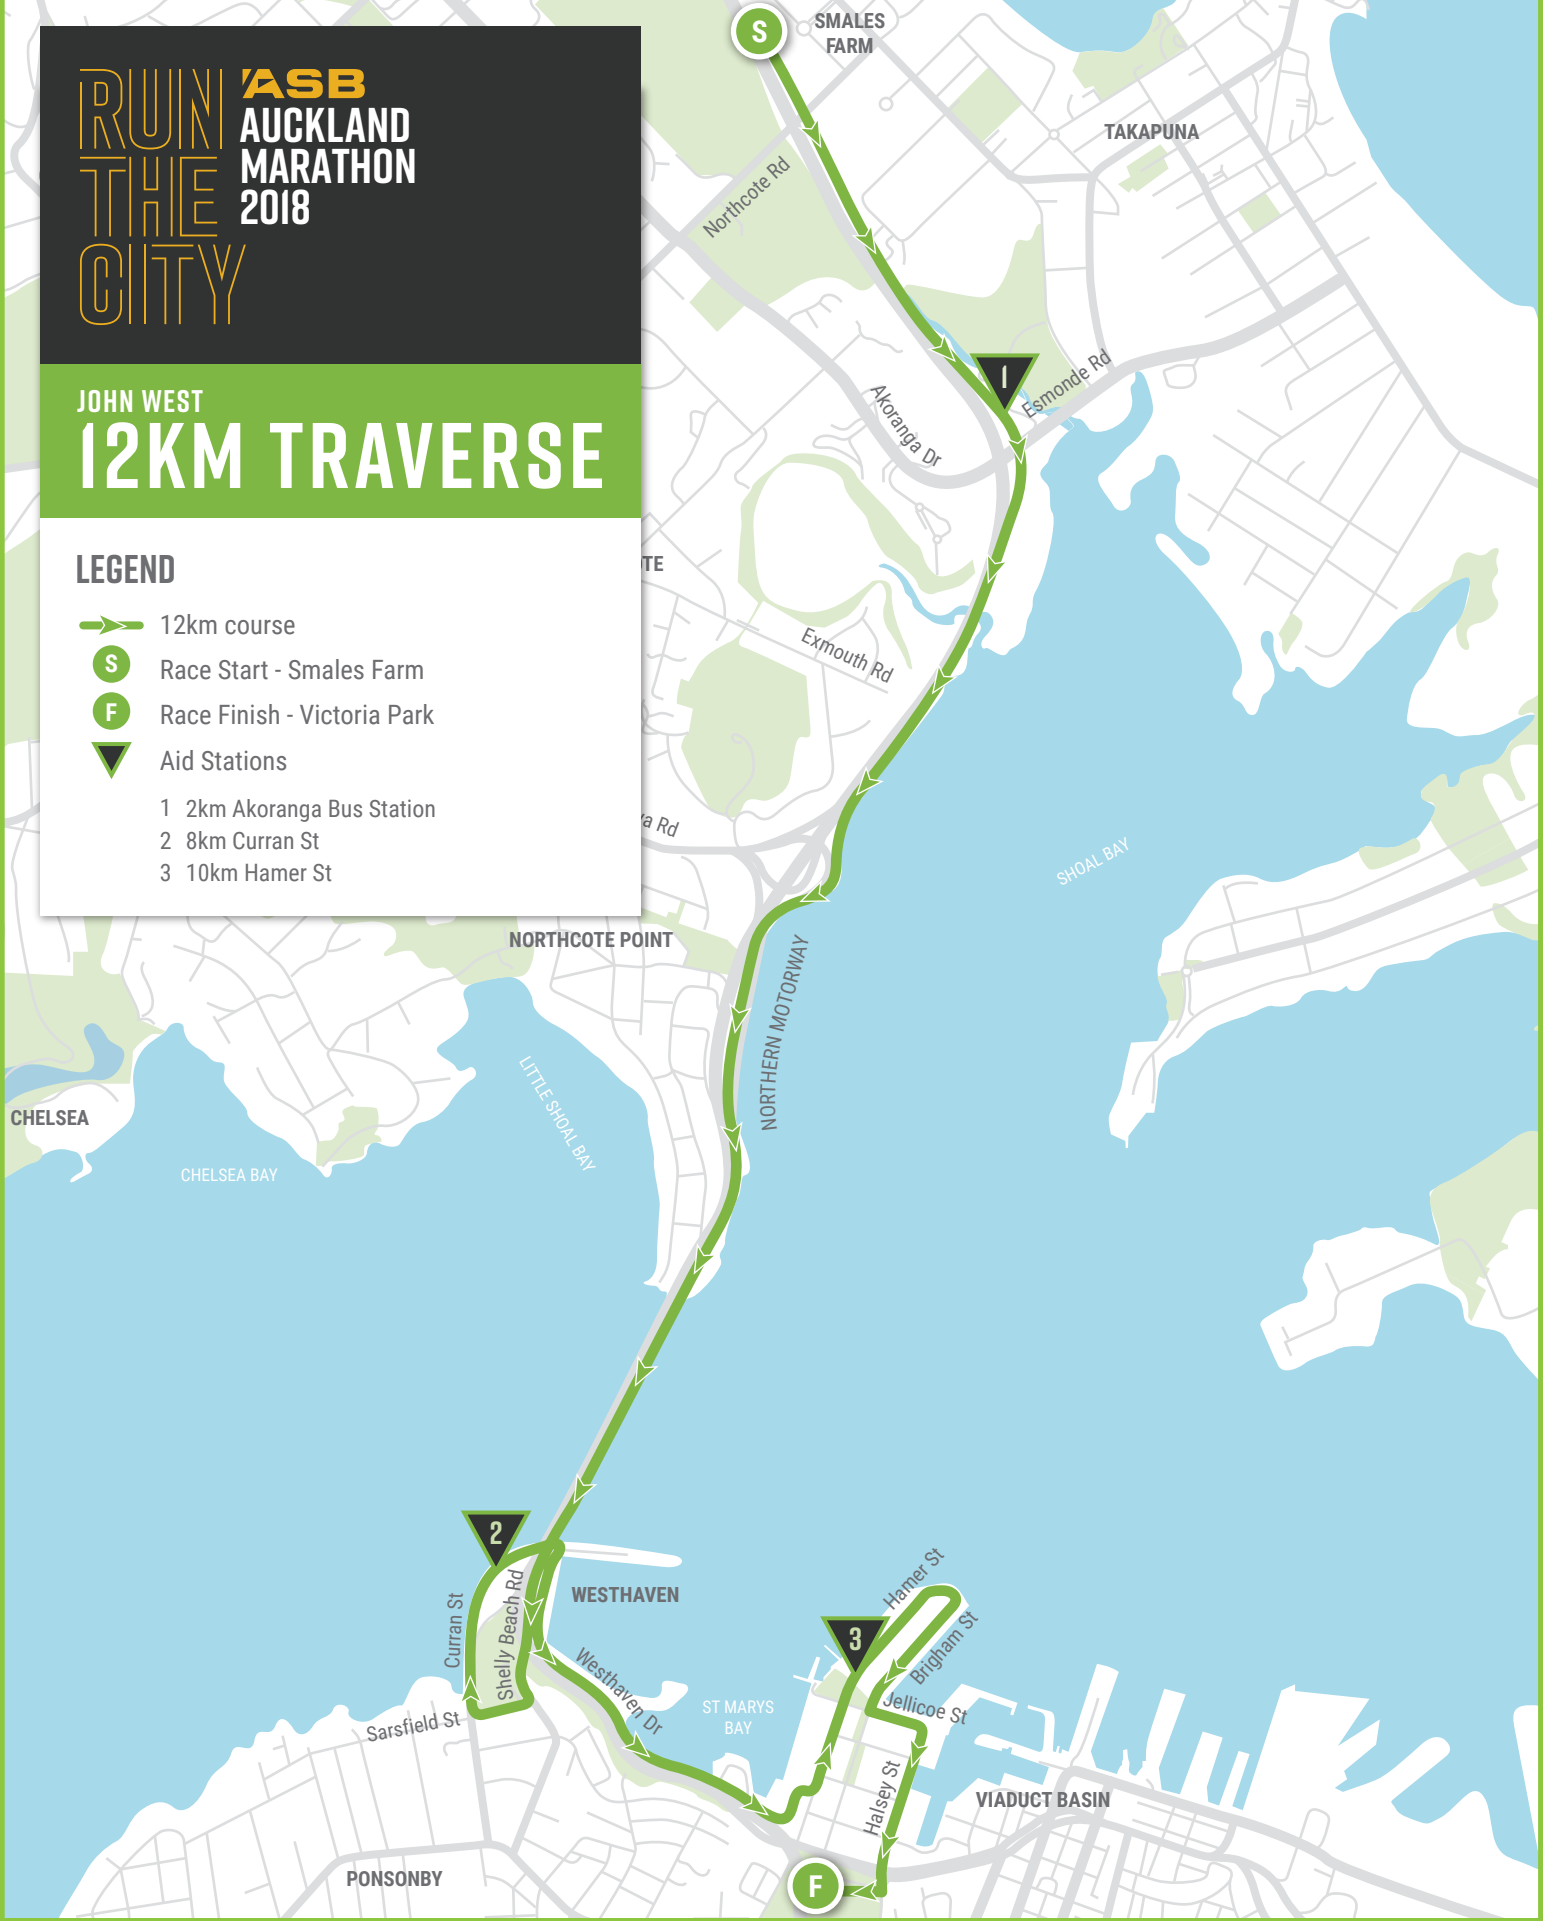 RUN
THE
CITY
ASB
AUCKLAND
MARATHON
2018
JOHN WEST
12KM TRAVERSE
LEGEND
12km course
S Race Start - Smales Farm
F Race Finish - Victoria Park
Aid Stations
1 2km Akoranga Bus Station
2 8km Curran St
3 10km Hamer St
S
SMALES
FARM
TAKAPUNA
Northcote Rd
1
Esmonde Rd
Akoranga Dr
TE
Exmouth Rd
a Rd
SHOAL BAY
NORTHCOTE POINT
NORTHERN MOTORWAY
LITTLE SHOAL BAY
CHELSEA
CHELSEA BAY
2
WESTHAVEN
Curran St
Shelly Beach Rd
Hamer St
3
Brigham St
Westhaven Dr
Sarsfield St
ST MARYS
BAY
Jellicoe St
Halsey St
VIADUCT BASIN
PONSONBY
F